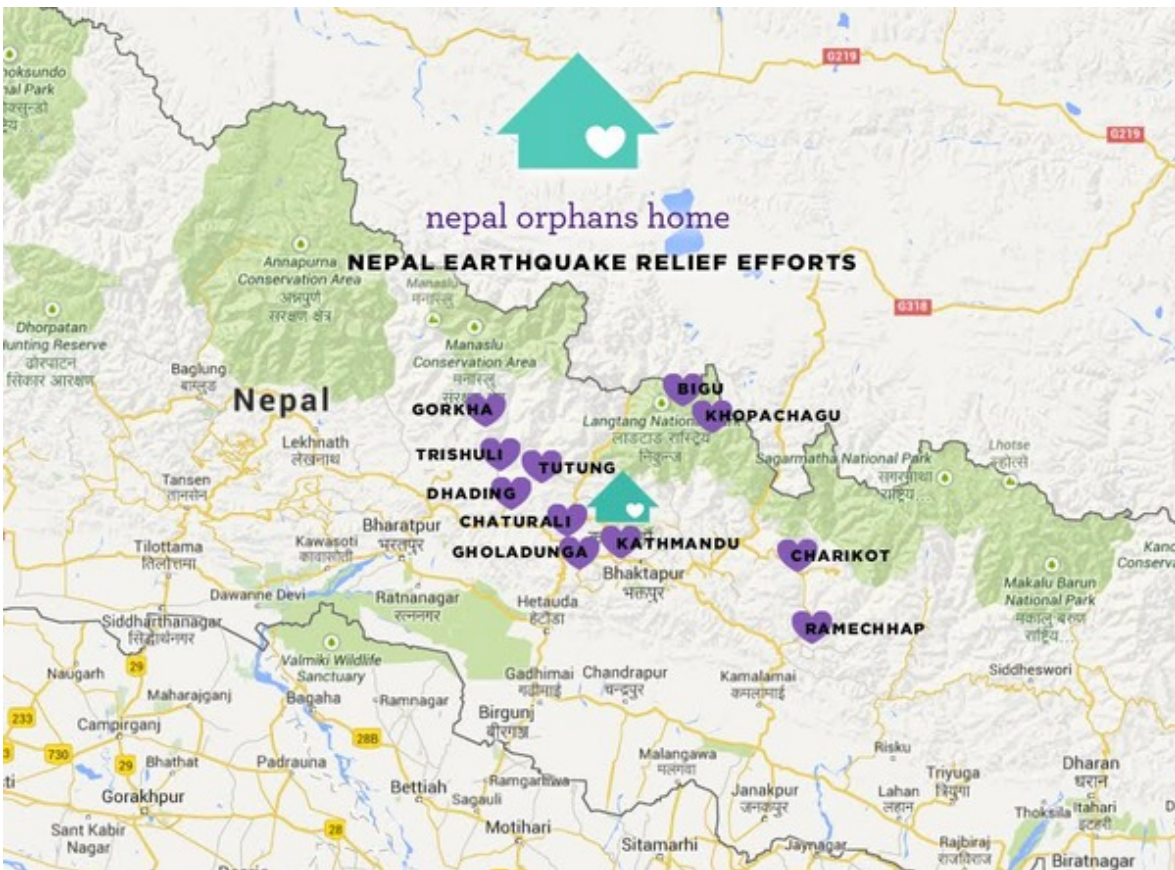 G219
G219
nepal orphans home
NEPAL EARTHQUAKE RELIEF EFFORTS
G318
Annapurna
Conservation Area
अन्नपुर्ण
संरक्षण क्षेत्र
मनास्लु
Manaslu
Conservation Area
मनास्लु
Dhorpatan
Hunting Reserve
ढोरपाटन
सिकार आरक्षण
Baglung
बाग्लुङ
Nepal
BIGU
GORKHA
KHOPACHAGU
Langtang National
लाङटाङ राष्ट्रिय
निकुन्ज
Lekhnath
लेखनाथ
TRISHULI
TUTUNG
Sagarmatha National Park
सगरमाथा
राष्ट्रिय...
Lhotse
ल्होत्से
Tansen
तानसेन
DHADING
CHATURALI
Bharatpur
भरतपुर
Kawasoti
कावासोती
GHOLADUNGA
KATHMANDU
CHARIKOT
Bhaktapur
भक्तपुर
Tilottama
तिलोत्तमा
Dawanne Devi
Ratnanagar
रत्ननगर
Hetauda
हेटौंडा
Makalu Barun
National Park
मकालु बरुण
राष्ट्रिय...
Siddharthanagar
सिद्धार्थनगर
RAMECHHAP
Valmiki Wildlife
Sanctuary
Naugarh
29
Gadhimai
गढीमाई
Chandrapur
चन्द्रपुर
Kamalamai
कमलामाई
Siddheswori
Maharajganj
Bagaha
Ramnagar
Birgunj
बीरगञ्ज
233
Campirganj
28B
730
29
Bhathat
Padrauna
Malangawa
मलंगवा
Risku
Dharan
धरान
Bettiah
Ramgarhwa
Sagauli
Janakpur
जनकपुर
Lahan
लहान
Triyuga
त्रियुगा
Gorakhpur
Thoksila
Itahari
इटहरी
Sant Kabir
Nagar
28
Motihari
Sitamarhi
Jaynagar
Rajbiraj
राजविराज
Biratnagar